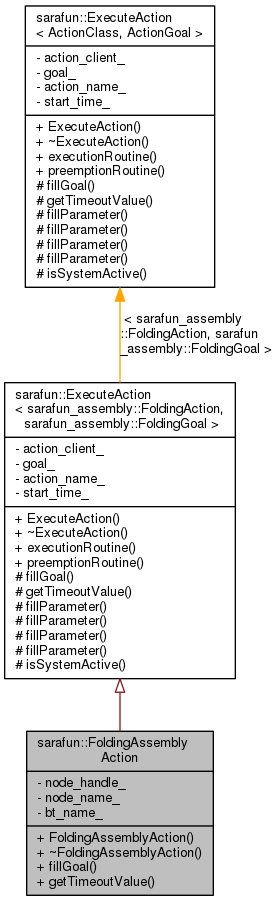 sarafun::ExecuteAction
< ActionClass, ActionGoal >
- action_client_
- goal_
- action_name_
- start_time_
+ ExecuteAction()
+ ~ExecuteAction()
+ executionRoutine()
+ preemptionRoutine()
# fillGoal()
# getTimeoutValue()
# fillParameter()
# fillParameter()
# fillParameter()
# fillParameter()
# isSystemActive()
< sarafun_assembly
::FoldingAction, sarafun
_assembly::FoldingGoal >
sarafun::ExecuteAction
< sarafun_assembly::FoldingAction,
sarafun_assembly::FoldingGoal >
- action_client_
- goal_
- action_name_
- start_time_
+ ExecuteAction()
+ ~ExecuteAction()
+ executionRoutine()
+ preemptionRoutine()
# fillGoal()
# getTimeoutValue()
# fillParameter()
# fillParameter()
# fillParameter()
# fillParameter()
# isSystemActive()
sarafun::FoldingAssembly
Action
- node_handle_
- node_name_
- bt_name_
+ FoldingAssemblyAction()
+ ~FoldingAssemblyAction()
+ fillGoal()
+ getTimeoutValue()